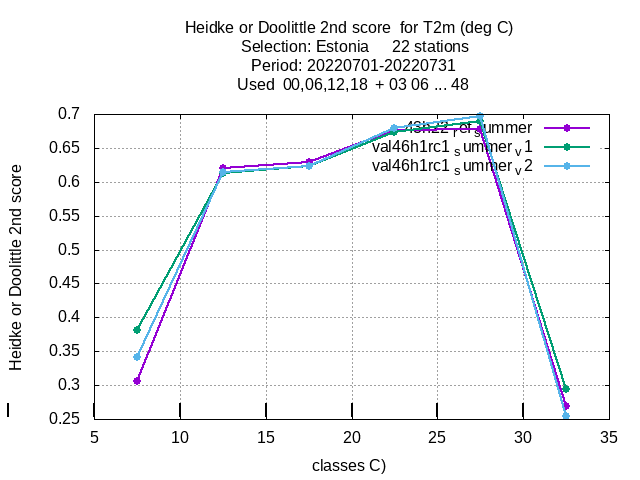 Heidke or Doolittle 2nd score  for T2m (deg C)
Selection: Estonia     22 stations
Period: 20220701-20220731
Used  00,06,12,18  + 03 06 ... 48
Heidke or Doolittle 2nd score
0.7
0.65
0.6
0.55
0.5
0.45
0.4
0.35
0.3
0.25
summer
val46h1rc1 summer v1
val46h1rc1 summer v2
5 10 15 20 25 30 35
classes C)